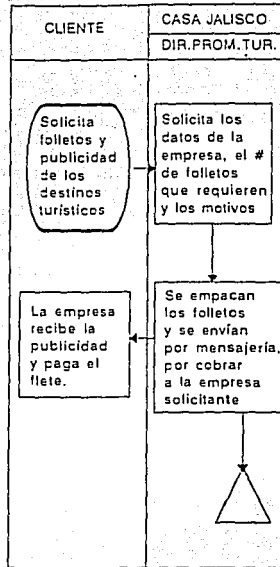 CLIENTE
CASA JALISCO
DIR.PROM.TUR.
Solicita
folletos y
publicidad
de los
destinos
turísticos
Solicita los
datos de la
empresa, el #
de folletos
que requieren
y los motivos
La empresa
recibe la
publicidad
y paga el
flete.
Se empacan
los folletos
y se envían
por mensajería,
por cobrar
a la empresa
solicitante